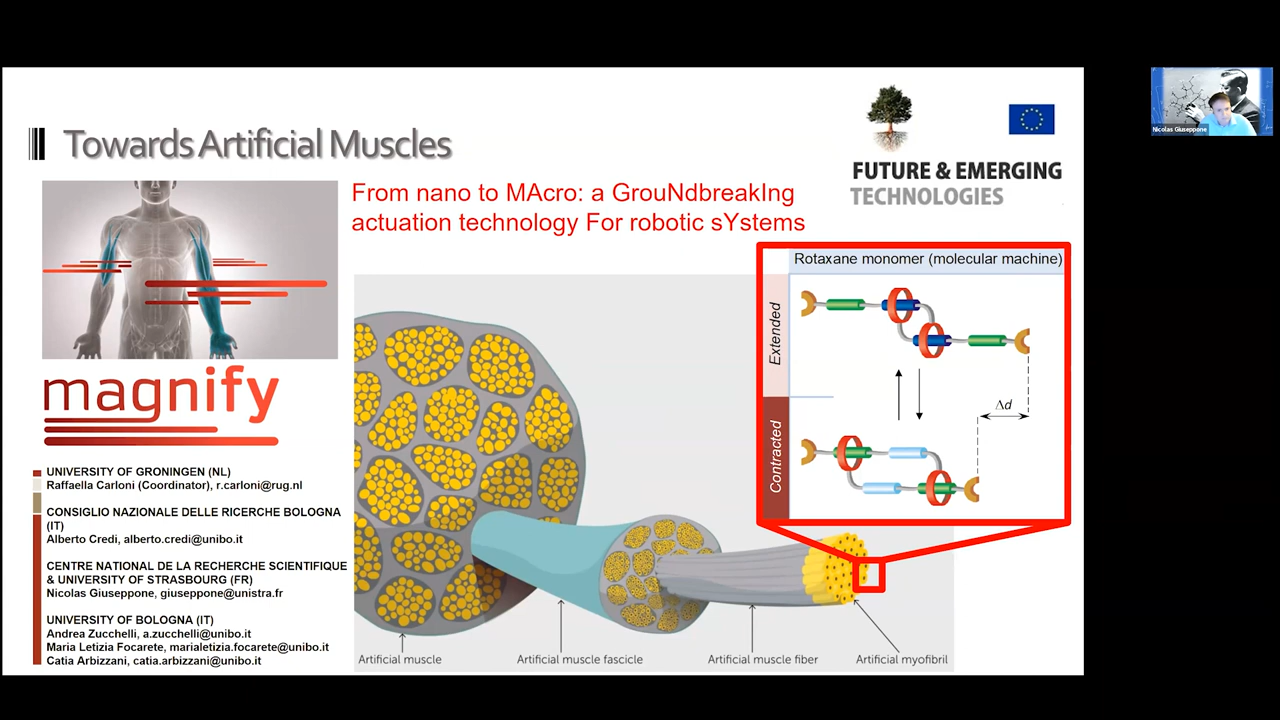 Towards Artificial Muscles
FUTURE & EMERGING
TECHNOLOGIES
From nano to MAcro: a GrouNdbreakIng
actuation technology For robotic sYstems
magnify
UNIVERSITY OF GRONINGEN (NL)
Raffaella Carloni (Coordinator), r.carloni@rug.nl
CONSIGLIO NAZIONALE DELLE RICERCHE BOLOGNA
(IT)
Alberto Credi, alberto.credi@unibo.it
CENTRE NATIONAL DE LA RECHERCHE SCIENTIFIQUE
& UNIVERSITY OF STRASBOURG (FR)
Nicolas Giuseppone, giuseppone@unistra.fr
UNIVERSITY OF BOLOGNA (IT)
Andrea Zucchelli, a.zucchelli@unibo.it
Maria Letizia Focarete, marialetizia.focarete@unibo.it
Catia Arbizzani, catia.arbizzani@unibo.it
Rotaxane monomer (molecular machine)
Extended
Δd
Contracted
Artificial muscle
Artificial muscle fascicle
Artificial muscle fiber
Artificial myofibril
Nicolas Giuseppone